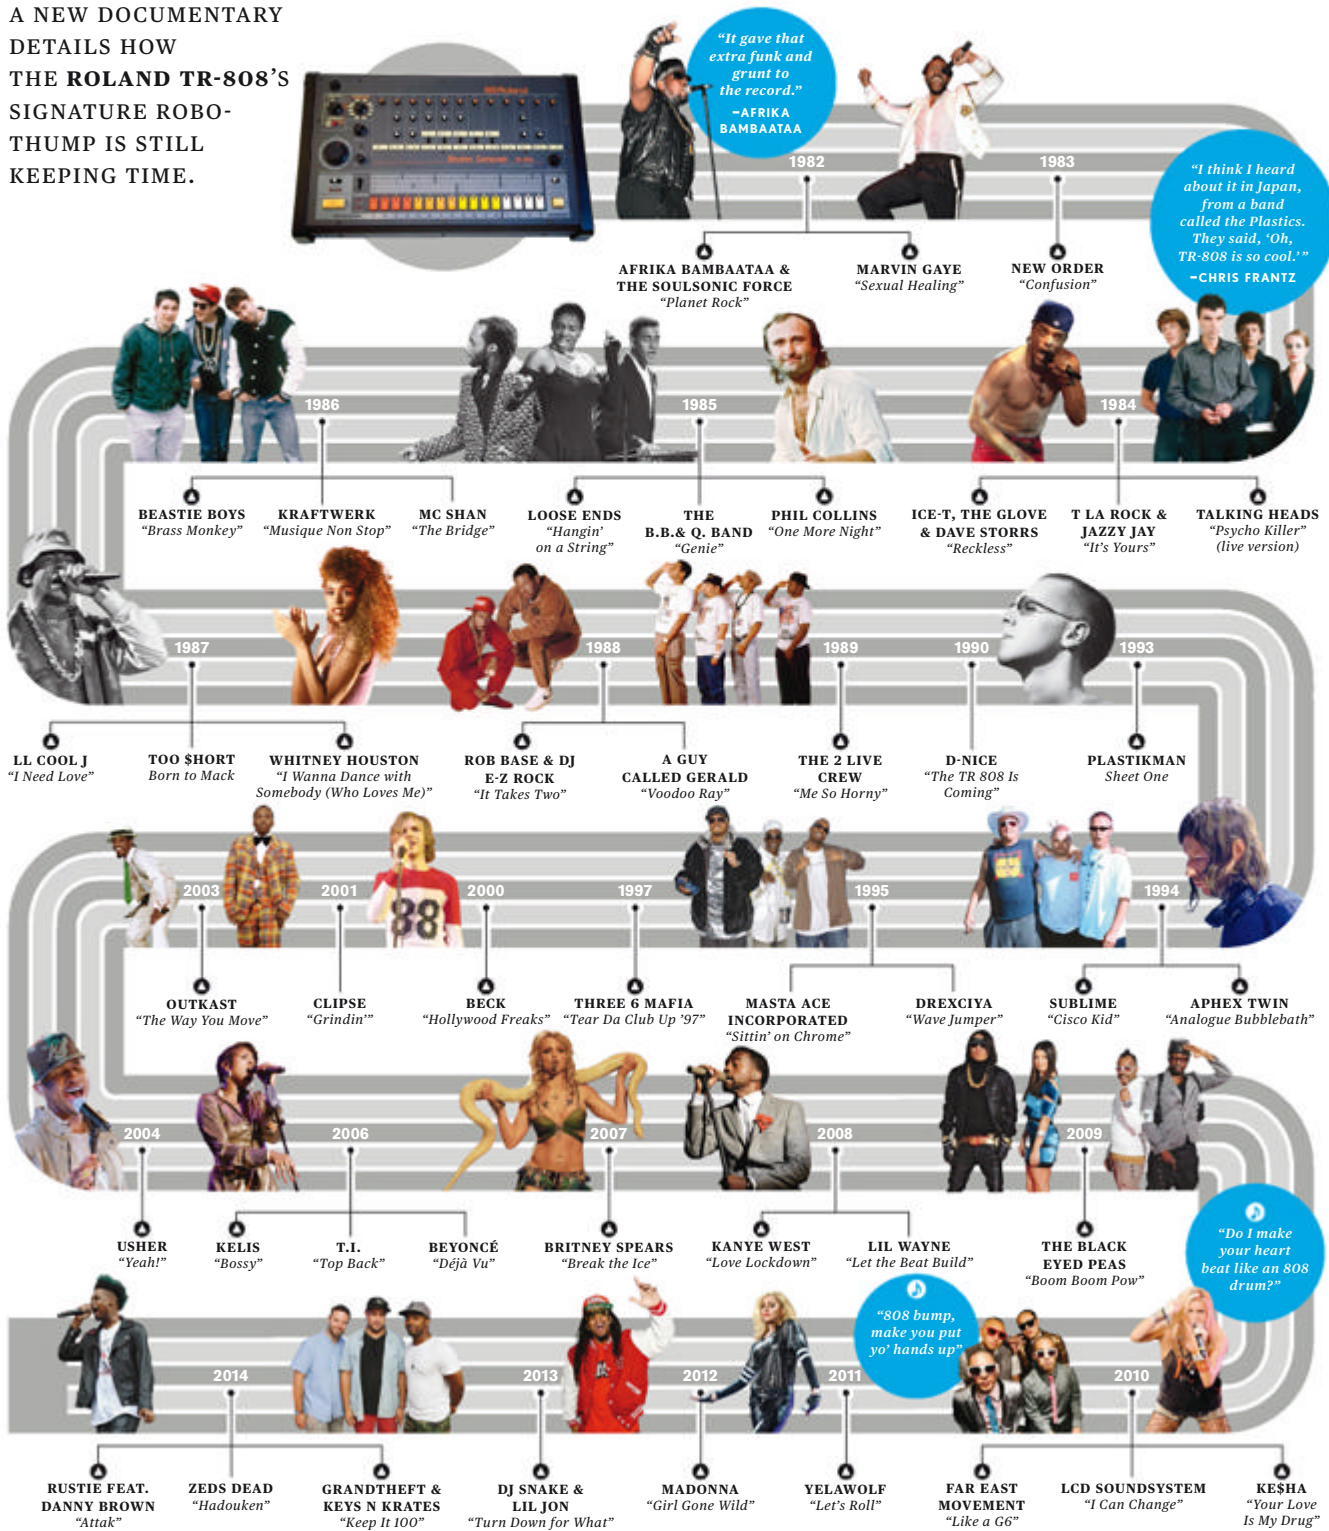 A NEW DOCUMENTARY
DETAILS HOW
THE ROLAND TR-808'S
SIGNATURE ROBO-
THUMP IS STILL
KEEPING TIME.
"It gave that
extra funk and
grunt to
the record."
–AFRIKA
BAMBAATAA
1982
1983
"I think I heard
about it in Japan,
from a band
called the Plastics.
They said, 'Oh,
TR-808 is so cool.'"
–CHRIS FRANTZ
AFRIKA BAMBAATAA &
THE SOULSONIC FORCE
"Planet Rock"
MARVIN GAYE
"Sexual Healing"
NEW ORDER
"Confusion"
1986
1985
1984
BEASTIE BOYS
"Brass Monkey"
KRAFTWERK
"Musique Non Stop"
MC SHAN
"The Bridge"
LOOSE ENDS
"Hangin'
on a String"
THE
B.B.& Q. BAND
"Genie"
PHIL COLLINS
"One More Night"
ICE-T, THE GLOVE
& DAVE STORRS
"Reckless"
T LA ROCK &
JAZZY JAY
"It's Yours"
TALKING HEADS
"Psycho Killer"
(live version)
1987
1988
1989
1990
1993
LL COOL J
"I Need Love"
TOO $HORT
Born to Mack
WHITNEY HOUSTON
"I Wanna Dance with
Somebody (Who Loves Me)"
ROB BASE & DJ
E-Z ROCK
"It Takes Two"
A GUY
CALLED GERALD
"Voodoo Ray"
THE 2 LIVE
CREW
"Me So Horny"
D-NICE
"The TR 808 Is
Coming"
PLASTIKMAN
Sheet One
2003
2001
2000
1997
1995
1994
88
OUTKAST
"The Way You Move"
CLIPSE
"Grindin'"
BECK
"Hollywood Freaks"
THREE 6 MAFIA
"Tear Da Club Up '97"
MASTA ACE
INCORPORATED
"Sittin' on Chrome"
DREXCIYA
"Wave Jumper"
SUBLIME
"Cisco Kid"
APHEX TWIN
"Analogue Bubblebath"
2004
2006
2007
2008
2009
USHER
"Yeah!"
KELIS
"Bossy"
T.I.
"Top Back"
BEYONCÉ
"Déjà Vu"
BRITNEY SPEARS
"Break the Ice"
KANYE WEST
"Love Lockdown"
LIL WAYNE
"Let the Beat Build"
THE BLACK
EYED PEAS
"Boom Boom Pow"
"Do I make
your heart
beat like an 808
drum?"
"808 bump,
make you put
yo' hands up"
2014
2013
2012
2011
2010
RUSTIE FEAT.
DANNY BROWN
"Attak"
ZEDS DEAD
"Hadouken"
GRANDTHEFT &
KEYS N KRATES
"Keep It 100"
DJ SNAKE &
LIL JON
"Turn Down for What"
MADONNA
"Girl Gone Wild"
YELAWOLF
"Let's Roll"
FAR EAST
MOVEMENT
"Like a G6"
LCD SOUNDSYSTEM
"I Can Change"
KE$HA
"Your Love
Is My Drug"